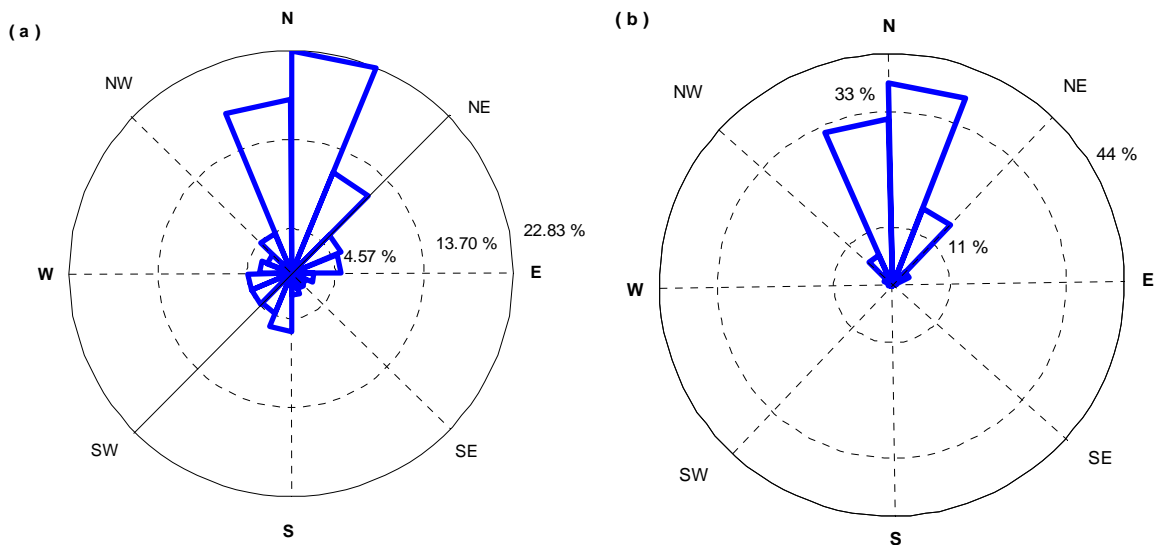 ( a )
N
NW
NE
22.83 %
13.70 %
4.57 %
W
E
SW
SE
S
( b )
N
NW
NE
33 %
44 %
11 %
W
E
SW
SE
S